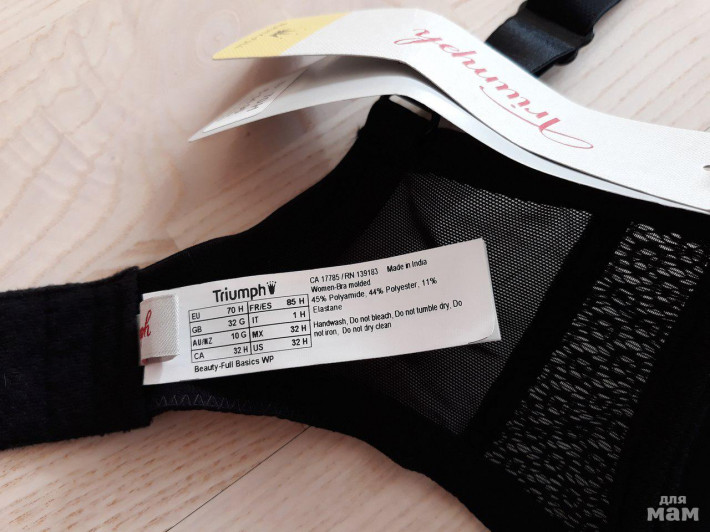 Triumph
Triumph
EU 70 H FR/ES 85 H
GB 32 G IT 1 H
AU/NZ 10 G MX 32 H
CA 32 H US 32 H
Beauty-Full Basics WP
CA 17785 / RN 139183 Made in India
Women-Bra molded
45% Polyamide, 44% Polyester, 11%
Elastane
Handwash, Do not bleach, Do not tumble dry, Do
not iron, Do not dry clean
для
мам